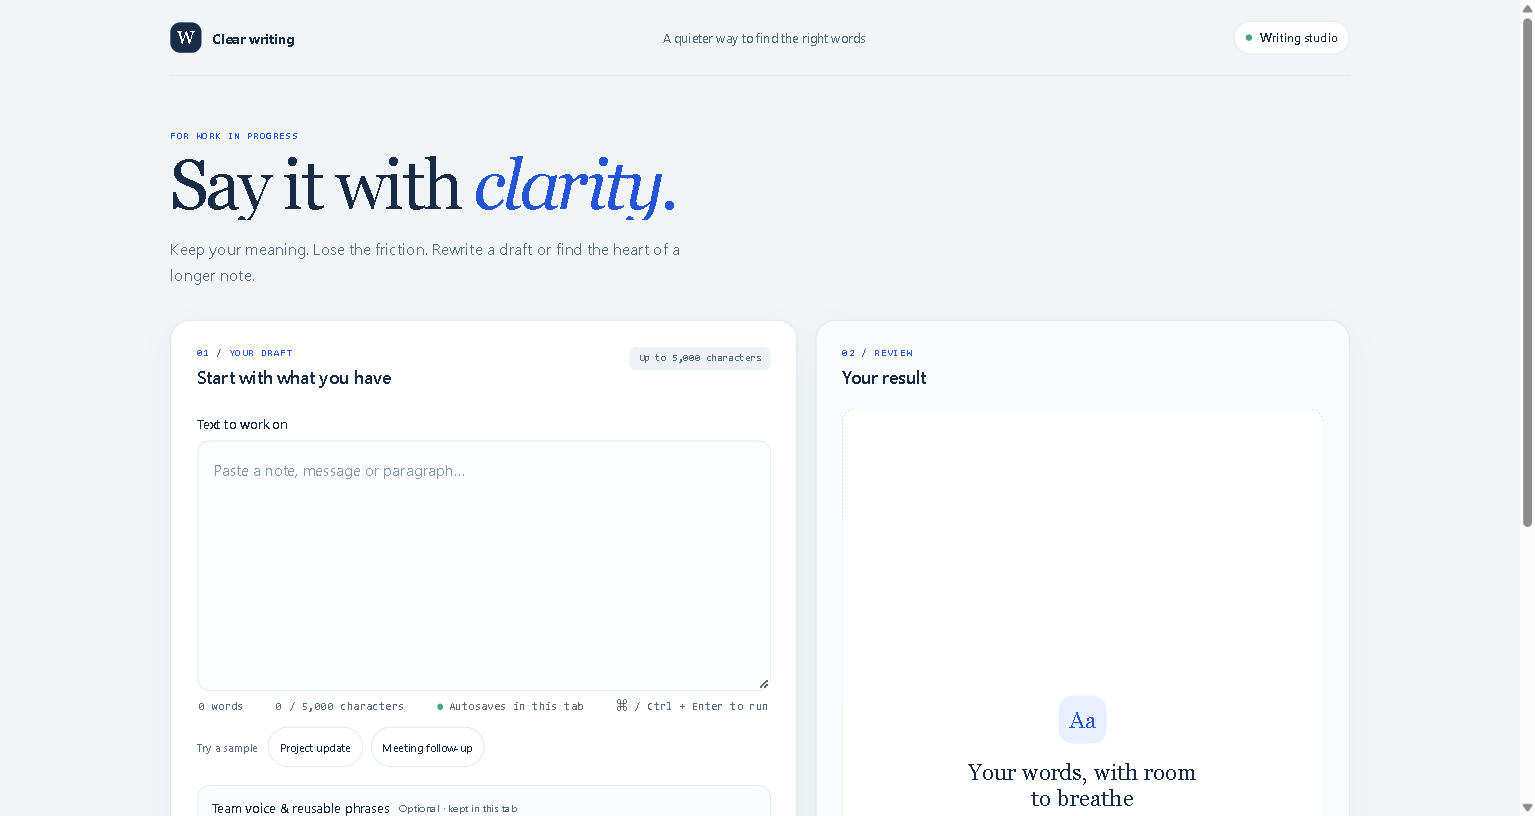 W Clear writing
A quieter way to find the right words
Writing studio
FOR WORK IN PROGRESS
Say it with clarity.
Keep your meaning. Lose the friction. Rewrite a draft or find the heart of a
longer note.
01 / YOUR DRAFT
Start with what you have
Up to 5,000 characters
Text to work on
Paste a note, message or paragraph...
0 words
0 / 5,000 characters
Autosaves in this tab
⌘ / Ctrl + Enter to run
Try a sample
Project update
Meeting follow-up
Team voice & reusable phrases
Optional · kept in this tab
02 / REVIEW
Your result
Aa
Your words, with room
to breathe